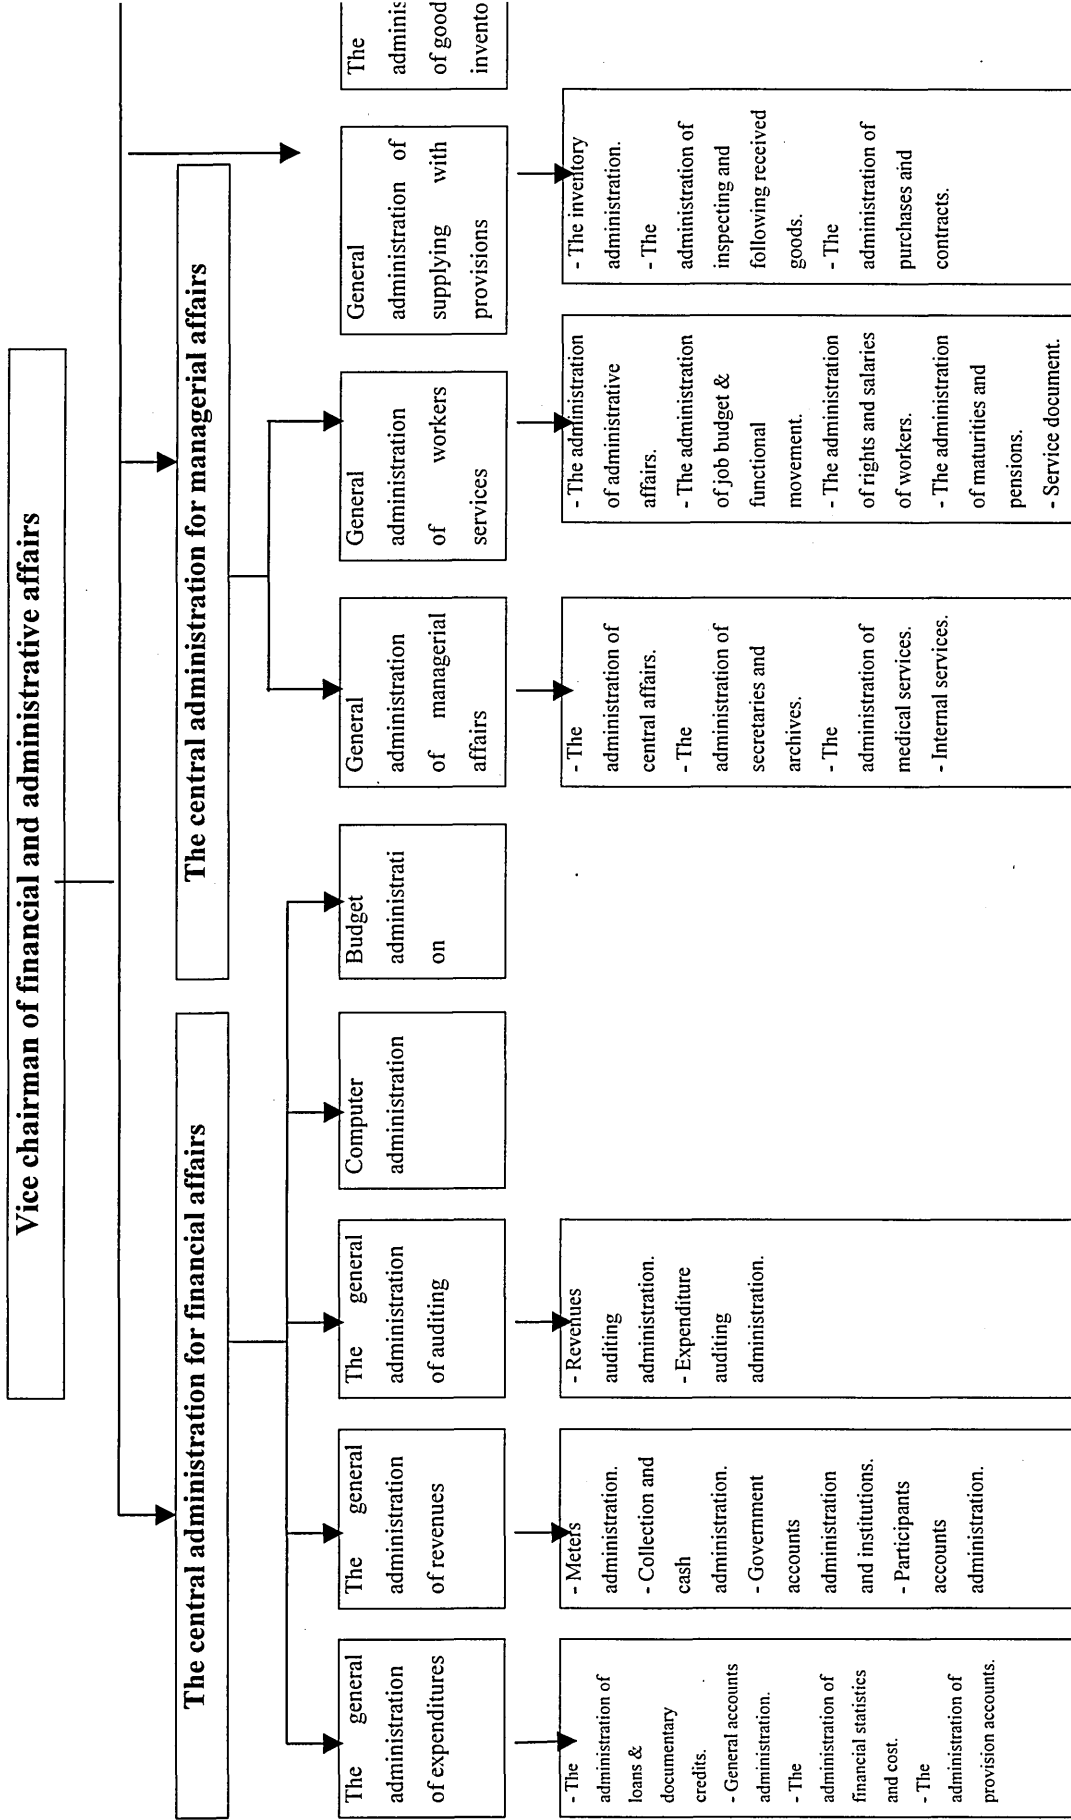 Vice chairman of financial and administrative affairs
The central administration for financial affairs
The central administration for managerial affairs
The general
administration
of expenditures
The general
administration
of revenues
The general
administration
of auditing
Computer
administration
Budget
administrati
on
General
administration
of managerial
affairs
General
administration
of workers
services
General
administration of
supplying with
provisions
The
adminis
of good
invento
- The
administration of
loans &
documentary
credits.
- General accounts
administration.
- The
administration of
financial statistics
and cost.
- The
administration of
provision accounts.
- Meters
administration.
- Collection and
cash
administration.
- Government
accounts
administration
and institutions.
- Participants
accounts
administration.
- Revenues
auditing
administration.
- Expenditure
auditing
administration.
- The
administration of
central affairs.
- The
administration of
secretaries and
archives.
- The
administration of
medical services.
- Internal services.
- The administration
of administrative
affairs.
- The administration
of job budget &
functional
movement.
- The administration
of rights and salaries
of workers.
- The administration
of maturities and
pensions.
- Service document.
- The inventory
administration.
- The
administration of
inspecting and
following received
goods.
- The
administration of
purchases and
contracts.